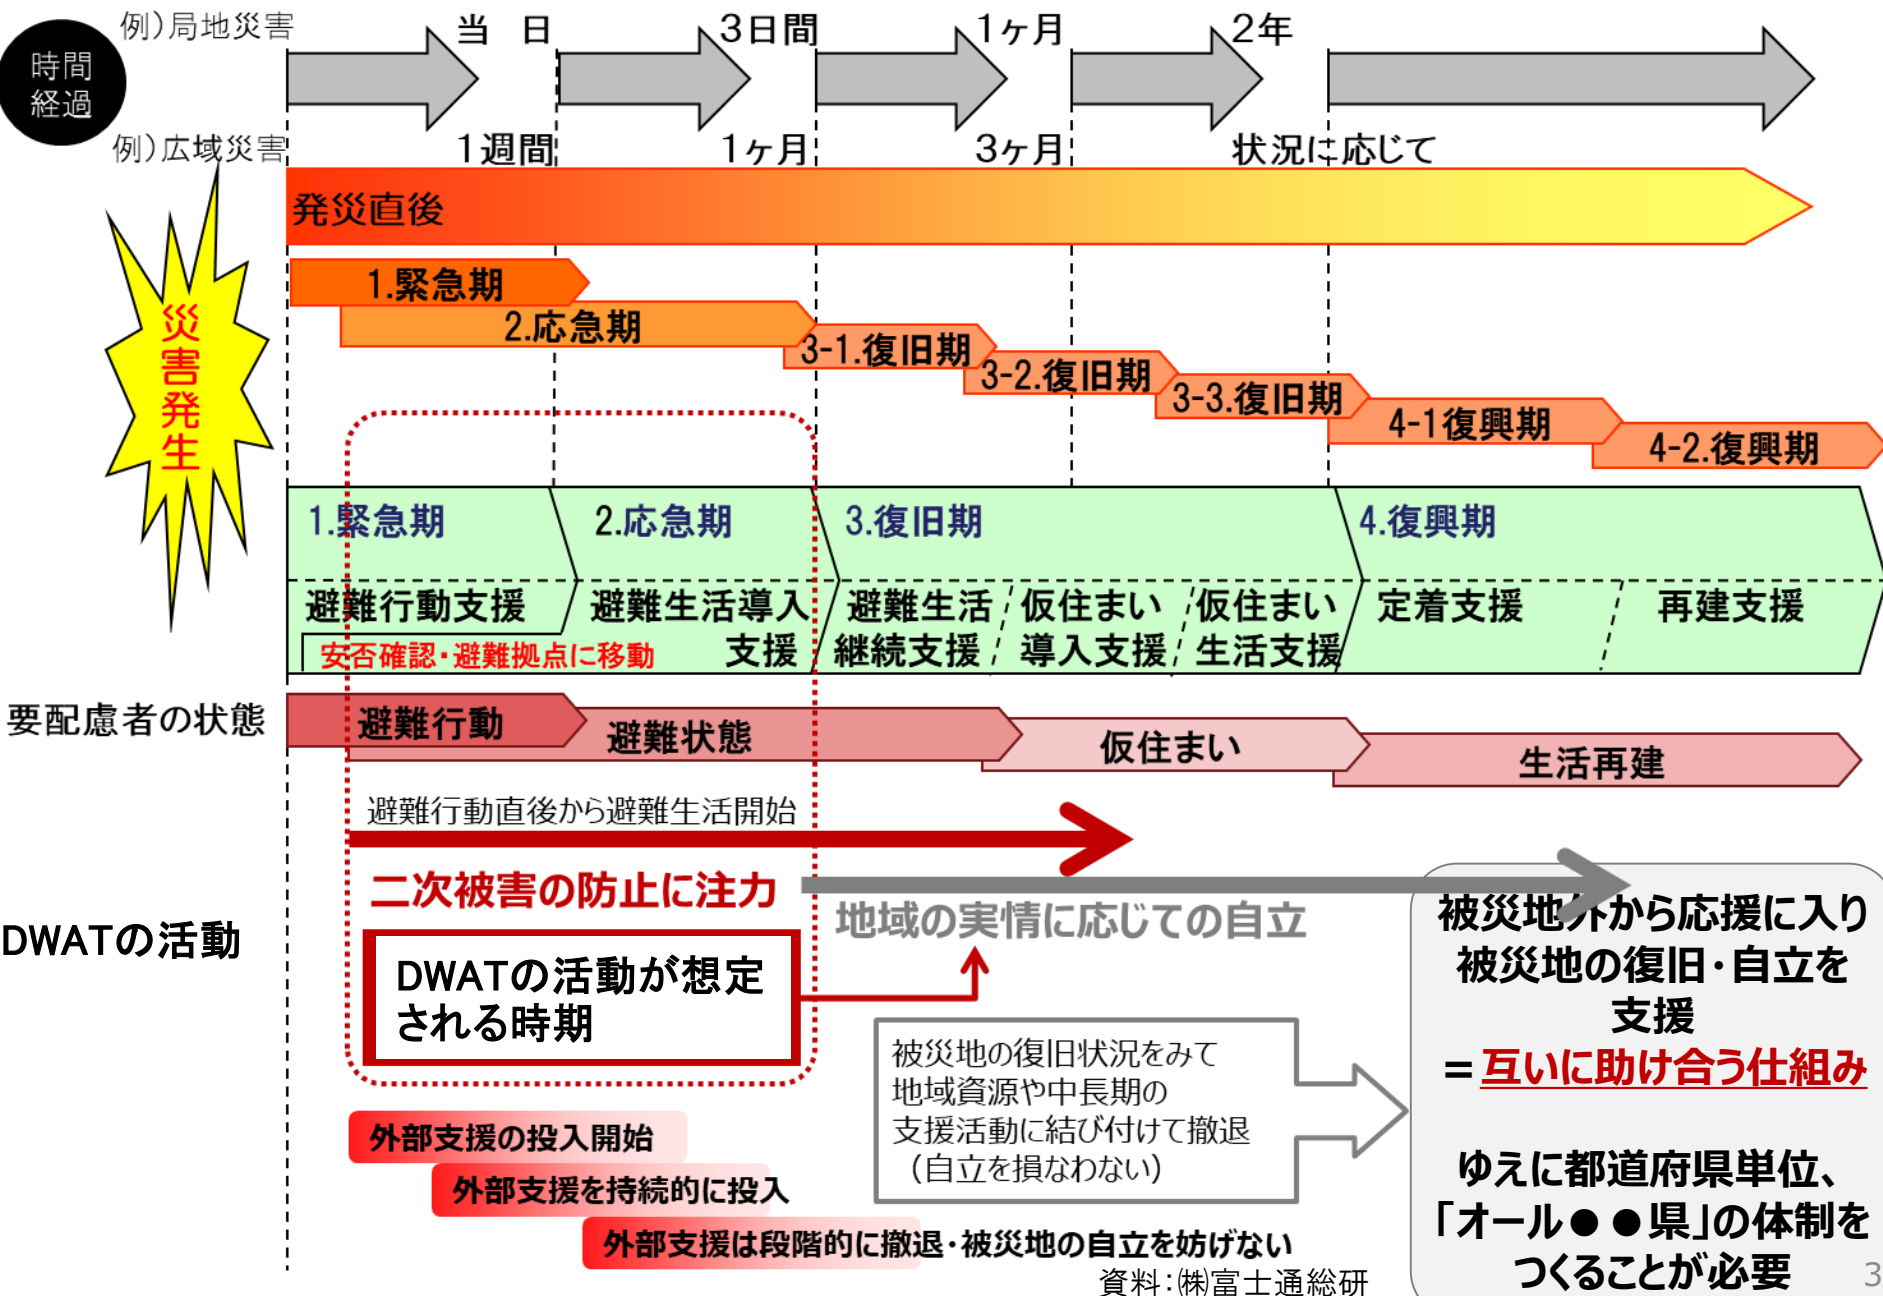 例)局地災害
当　日
3日間
1ヶ月
2年
時間
経過
例)広域災害
1週間
1ヶ月
3ヶ月
状況に応じて
発災直後
災害発生
1.緊急期
2.応急期
3-1.復旧期
3-2.復旧期
3-3.復旧期
4-1復興期
4-2.復興期
1.緊急期
2.応急期
3.復旧期
4.復興期
避難行動支援
安否確認・避難拠点に移動
避難生活導入
支援
避難生活
継続支援
仮住まい
導入支援
仮住まい
生活支援
定着支援
再建支援
要配慮者の状態
避難行動
避難状態
仮住まい
生活再建
避難行動直後から避難生活開始
二次被害の防止に注力
地域の実情に応じての自立
DWATの活動
DWATの活動が想定
される時期
被災地の復旧状況をみて
地域資源や中長期の
支援活動に結び付けて撤退
（自立を損なわない）
被災地外から応援に入り
被災地の復旧・自立を
支援
=互いに助け合う仕組み
ゆえに都道府県単位、
「オール●●県」の体制を
つくることが必要
外部支援の投入開始
外部支援を持続的に投入
外部支援は段階的に撤退・被災地の自立を妨げない
資料：㈱富士通総研
3